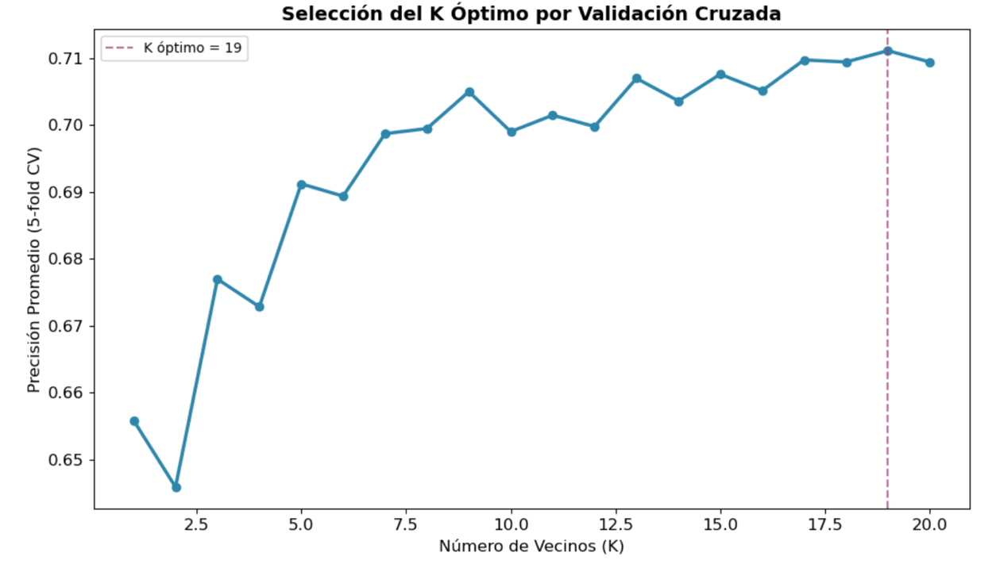 Selección del K Óptimo por Validación Cruzada
K óptimo = 19
0.71
0.70
0.69
0.68
0.67
0.66
0.65
Precisión Promedio (5-fold CV)
2.5 5.0 7.5 10.0 12.5 15.0 17.5 20.0
Número de Vecinos (K)